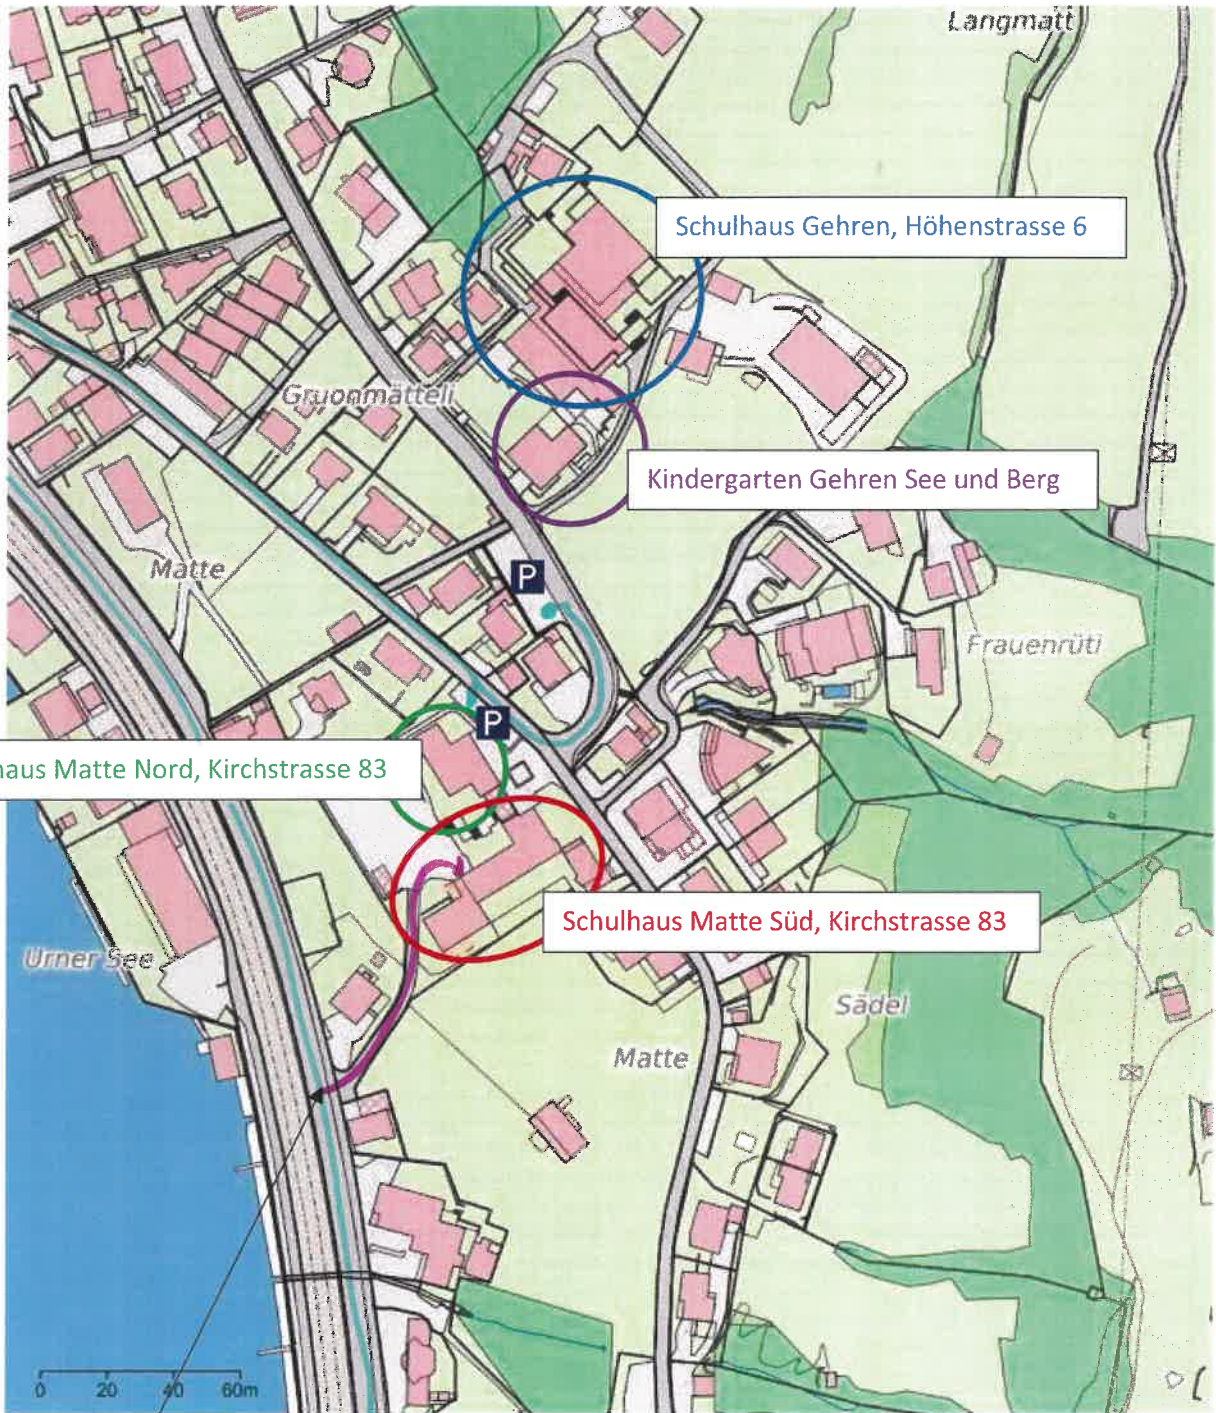 Langmatt
Schulhaus Gehren, Höhenstrasse 6
Gruonmätteli
Kindergarten Gehren See und Berg
Matte
P
Frauenrüti
P
haus Matte Nord, Kirchstrasse 83
Schulhaus Matte Süd, Kirchstrasse 83
Urner See
Sädel
Matte
0 20 40 60m